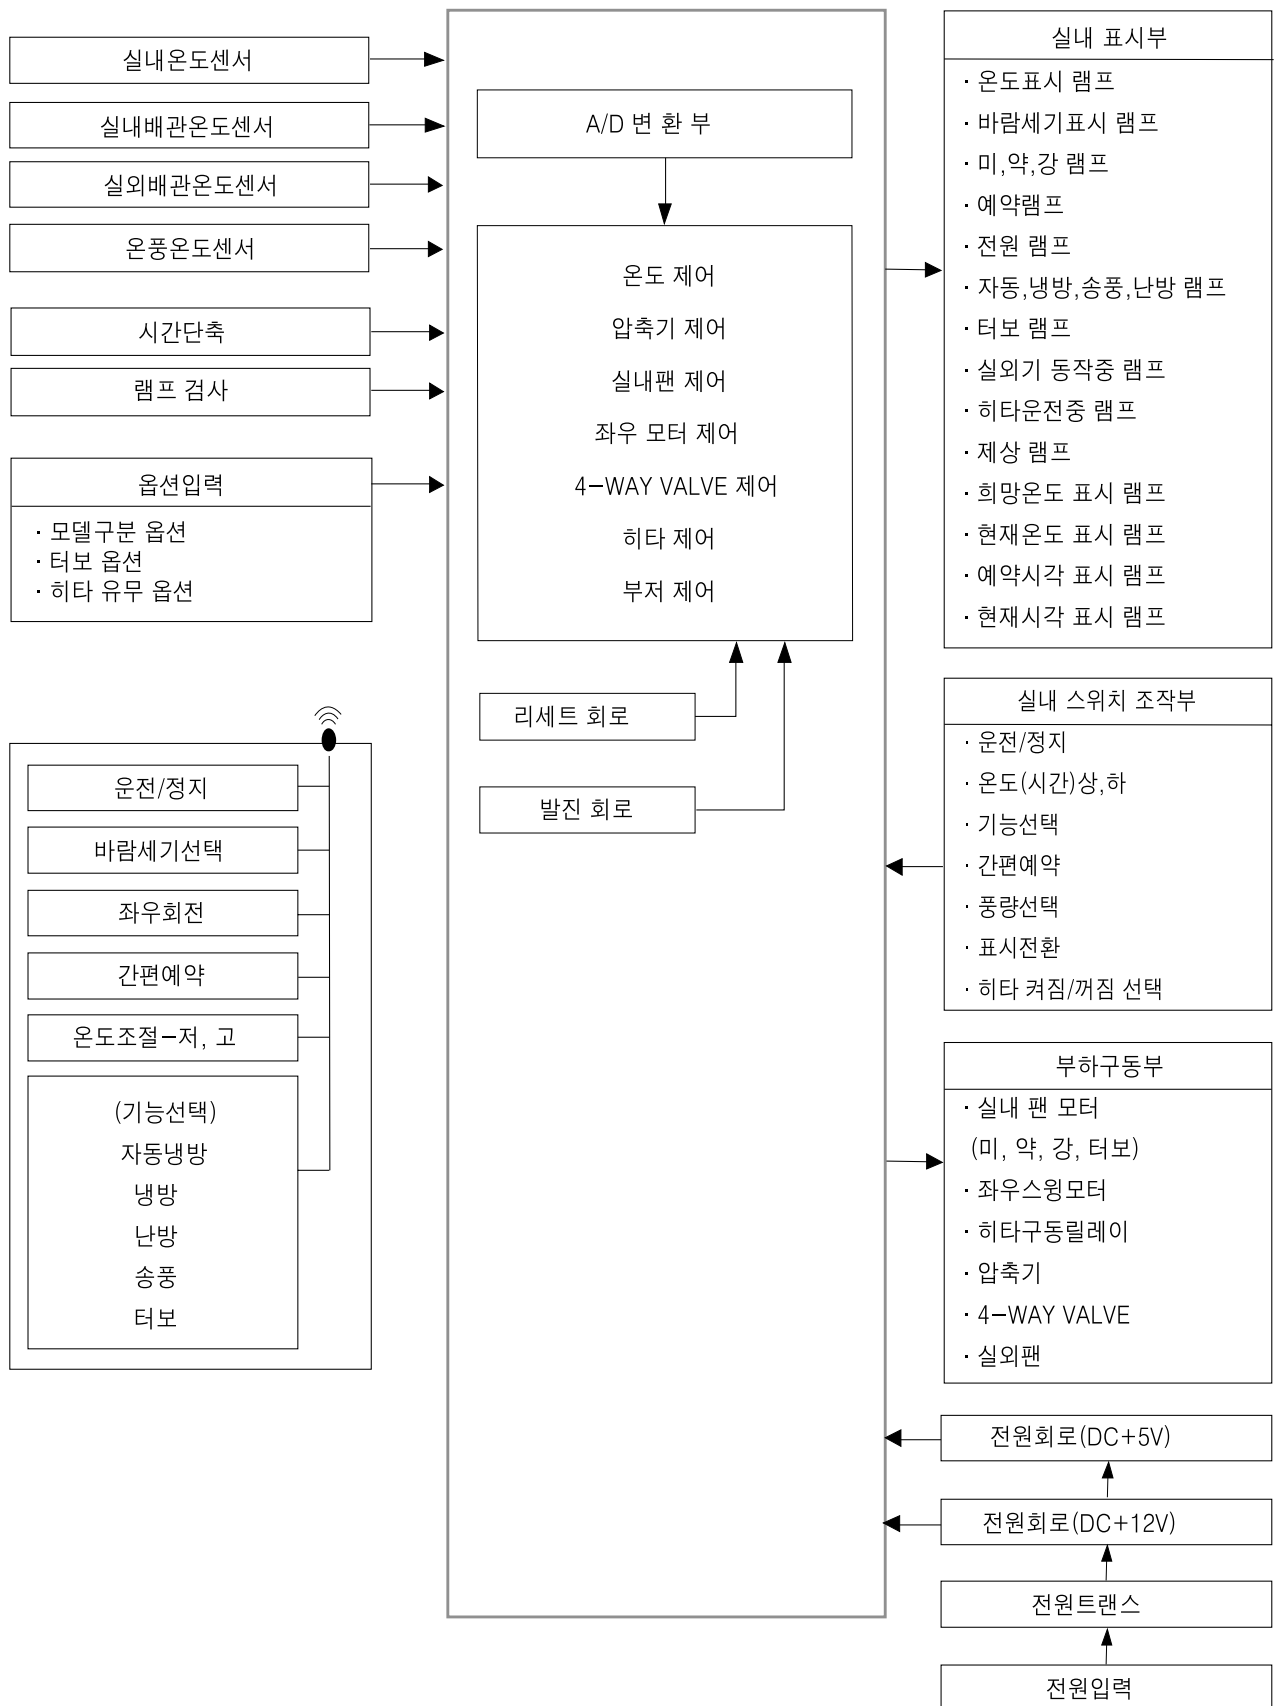 실내온도센서
실내배관온도센서
실외배관온도센서
온풍온도센서
시간단축
램프 검사
옵션입력
· 모델구분 옵션
· 터보 옵션
· 히타 유무 옵션
운전/정지
바람세기선택
좌우회전
간편예약
온도조절-저, 고
(기능선택)
자동냉방
냉방
난방
송풍
터보
A/D 변 환 부
온도 제어
압축기 제어
실내팬 제어
좌우 모터 제어
4-WAY VALVE 제어
히타 제어
부저 제어
리세트 회로
발진 회로
실내 표시부
· 온도표시 램프
· 바람세기표시 램프
· 미,약,강 램프
· 예약램프
· 전원 램프
· 자동,냉방,송풍,난방 램프
· 터보 램프
· 실외기 동작중 램프
· 히타운전중 램프
· 제상 램프
· 희망온도 표시 램프
· 현재온도 표시 램프
· 예약시각 표시 램프
· 현재시각 표시 램프
실내 스위치 조작부
· 운전/정지
· 온도(시간)상,하
· 기능선택
· 간편예약
· 풍량선택
· 표시전환
· 히타 켜짐/꺼짐 선택
부하구동부
· 실내 팬 모터
(미, 약, 강, 터보)
· 좌우스윙모터
· 히타구동릴레이
· 압축기
· 4-WAY VALVE
· 실외팬
전원회로(DC+5V)
전원회로(DC+12V)
전원트랜스
전원입력